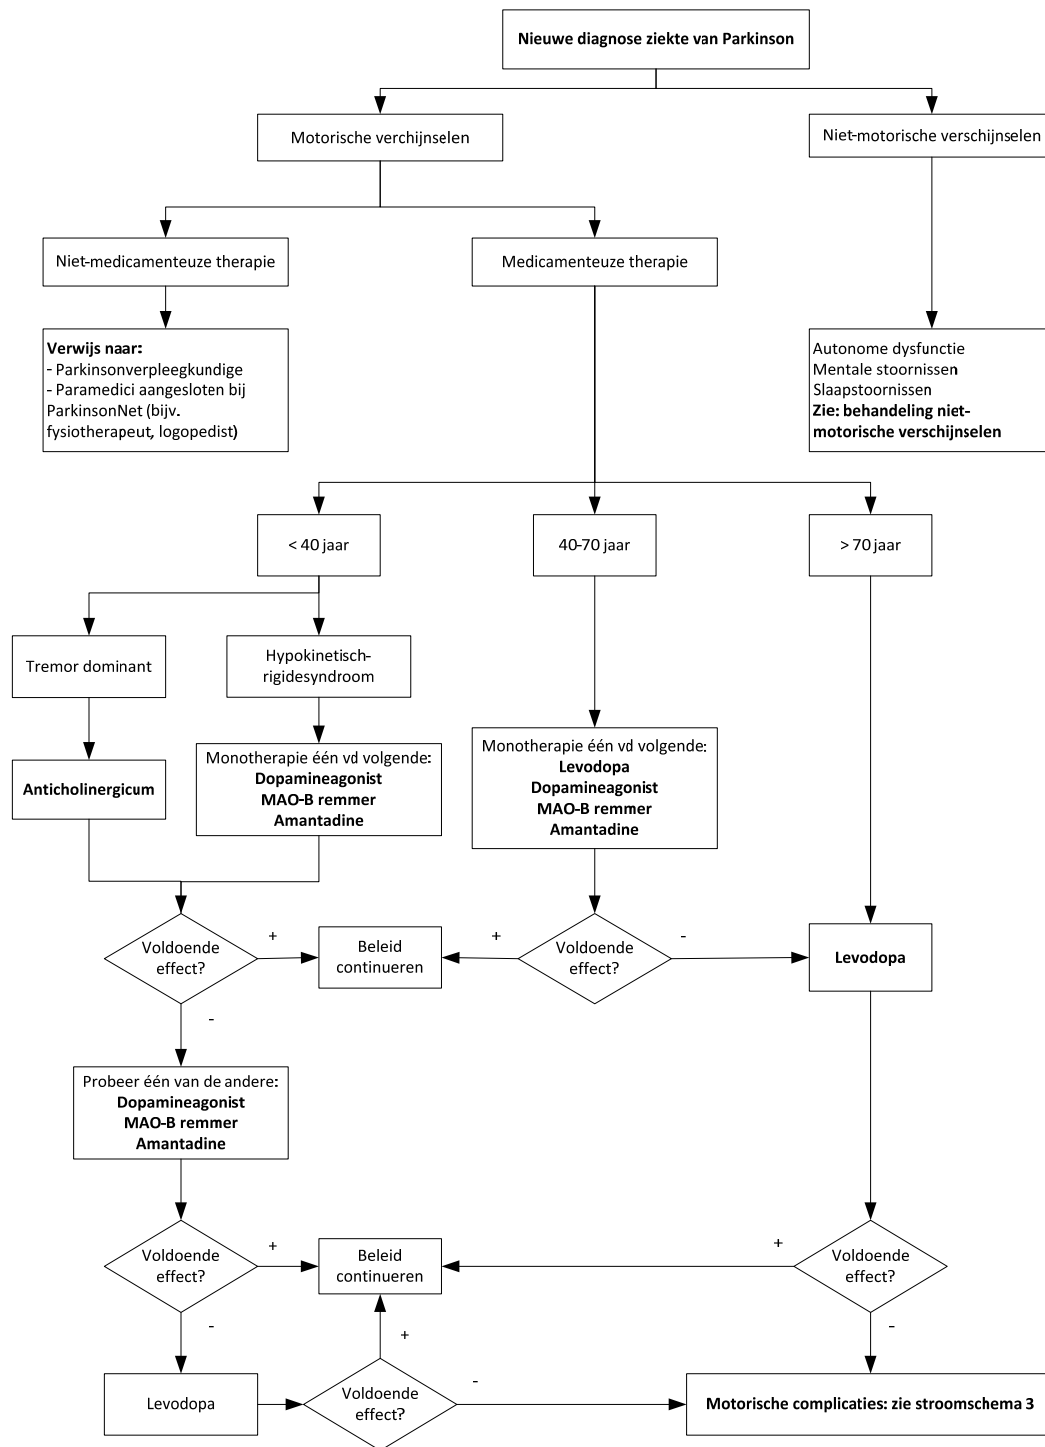 Nieuwe diagnose ziekte van Parkinson
Motorische verchijnselen
Niet-motorische verschijnselen
Niet-medicamenteuze therapie
Medicamenteuze therapie
Verwijs naar:
- Parkinsonverpleegkundige
- Paramedici aangesloten bij
ParkinsonNet (bijv.
fysiotherapeut, logopedist)
Autonome dysfunctie
Mentale stoornissen
Slaapstoornissen
Zie: behandeling niet-
motorische verschijnselen
< 40 jaar
40-70 jaar
> 70 jaar
Tremor dominant
Hypokinetisch-
rigidesyndroom
Anticholinergicum
Monotherapie één vd volgende:
Dopamineagonist
MAO-B remmer
Amantadine
Monotherapie één vd volgende:
Levodopa
Dopamineagonist
MAO-B remmer
Amantadine
Voldoende
effect?
+
Beleid
continueren
+
Voldoende
effect?
-
Levodopa
-
Probeer één van de andere:
Dopamineagonist
MAO-B remmer
Amantadine
Voldoende
effect?
+
Beleid
continueren
+
Voldoende
effect?
-
+
-
Levodopa
Voldoende
effect?
-
Motorische complicaties: zie stroomschema 3